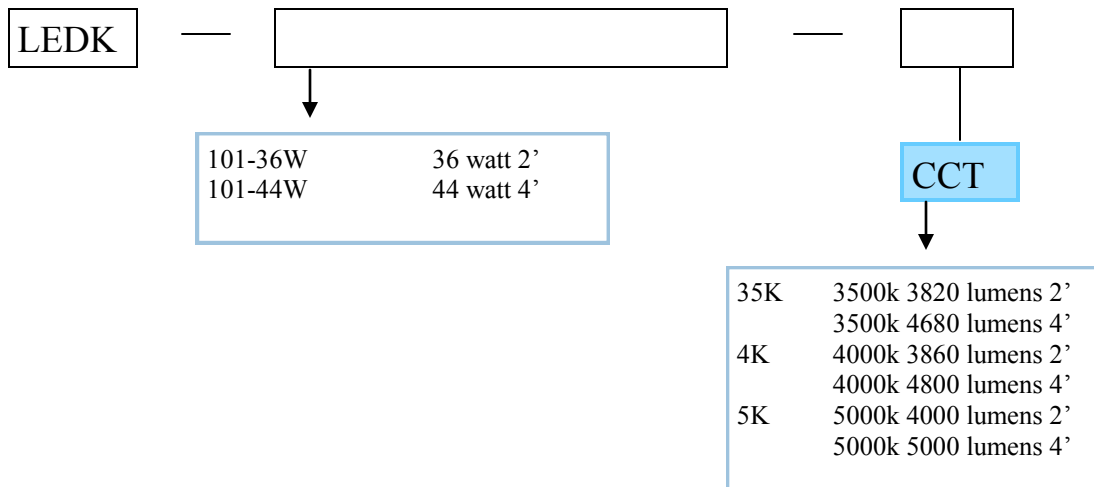 LEDK
101-36W 36 watt 2’
101-44W 44 watt 4’
CCT
35K 3500k 3820 lumens 2’
3500k 4680 lumens 4’
4K 4000k 3860 lumens 2’
4000k 4800 lumens 4’
5K 5000k 4000 lumens 2’
5000k 5000 lumens 4’